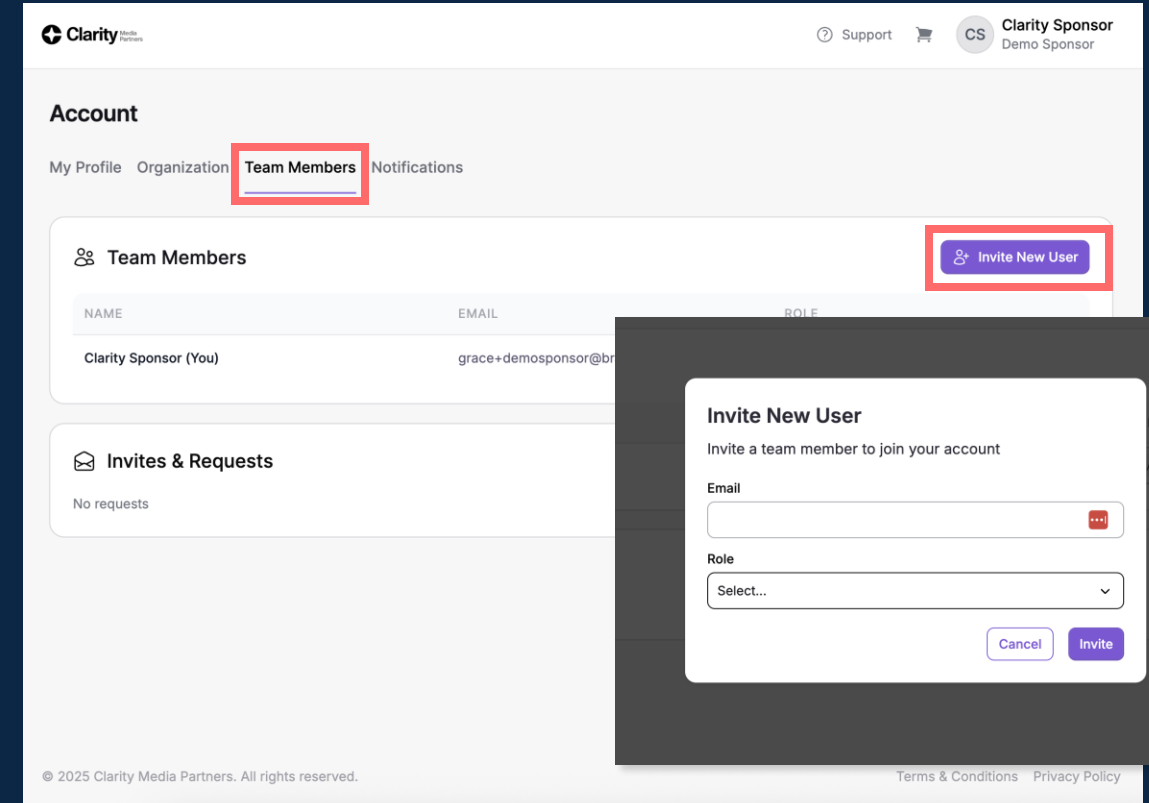 Clarity Media Partners
Support
CS
Clarity Sponsor
Demo Sponsor
Account
My Profile Organization Team Members Notifications
Team Members
Invite New User
NAME EMAIL ROLE
Clarity Sponsor (You) grace+demosponsor@br
Invites & Requests
No requests
Invite New User
Invite a team member to join your account
Email
Role
Select...
Cancel Invite
© 2025 Clarity Media Partners. All rights reserved.
Terms & Conditions Privacy Policy